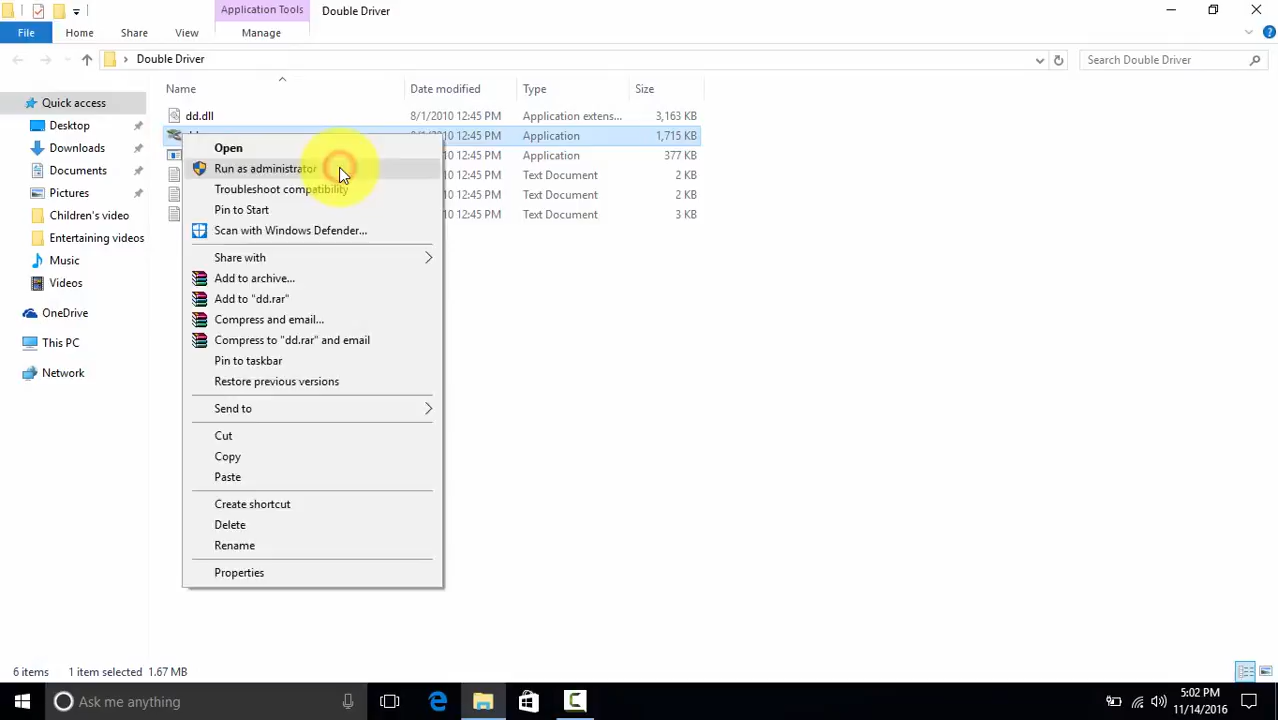 Application Tools
Double Driver
File
Home
Share
View
Manage
Double Driver
Search Double Driver
Name
Date modified
Type
Size
dd.dll
8/1/2010 12:45 PM
Application extens...
3,163 KB
8/1/2010 12:45 PM
Application
1,715 KB
10 12:45 PM
Application
377 KB
10 12:45 PM
Text Document
2 KB
10 12:45 PM
Text Document
2 KB
10 12:45 PM
Text Document
3 KB
Quick access
Desktop
Downloads
Documents
Pictures
Children's video
Entertaining videos
Music
Videos
OneDrive
This PC
Network
Open
Run as administrator
Troubleshoot compatibility
Pin to Start
Scan with Windows Defender...
Share with
Add to archive...
Add to "dd.rar"
Compress and email...
Compress to "dd.rar" and email
Pin to taskbar
Restore previous versions
Send to
Cut
Copy
Paste
Create shortcut
Delete
Rename
Properties
6 items
1 item selected 1.67 MB
Ask me anything
5:02 PM
11/14/2016